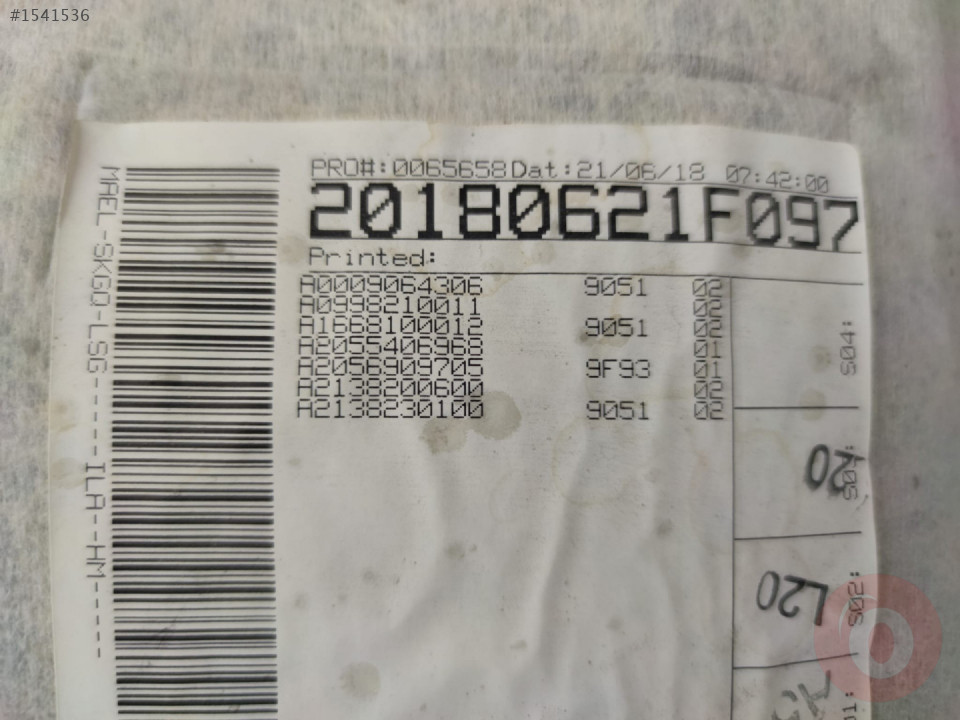 #1541536
PRO#:0065658 Dat:21/06/18 07:42:00
20180621F097
Printed:
A0009064306 9051 02
A0998210011 02
A1668100012 9051 02
A2055406968 01
A2056909705 9F93 01
A2138200600 02
A2138230100 9051 02
MAEL-SKGQ-LSG-----ILA--HM-----
S04:
L20
L20
S02: